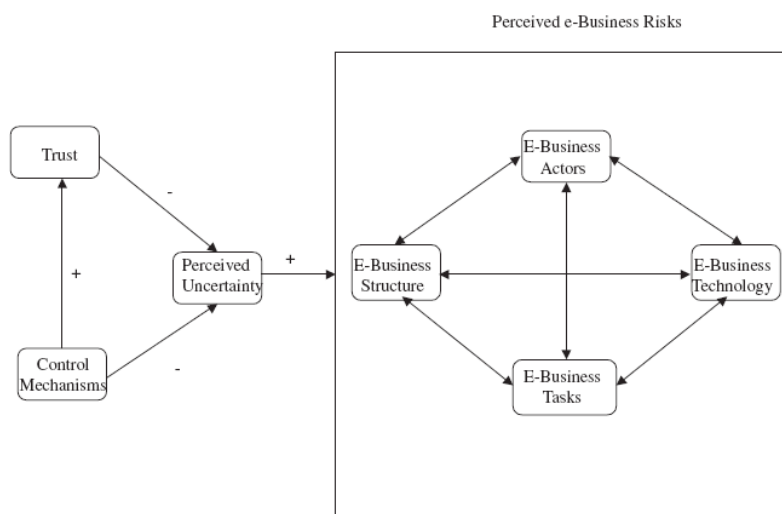 Perceived e-Business Risks
Trust
-
E-Business
Actors
+
Perceived
Uncertainty
+
E-Business
Structure
E-Business
Technology
Control
Mechanisms
-
E-Business
Tasks